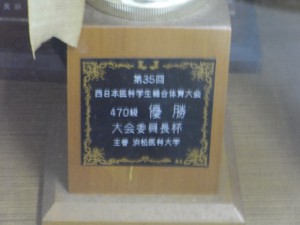 第35回
西日本医科学生総合体育大会
470級 優勝
大会委員長杯
主管 浜松医科大学